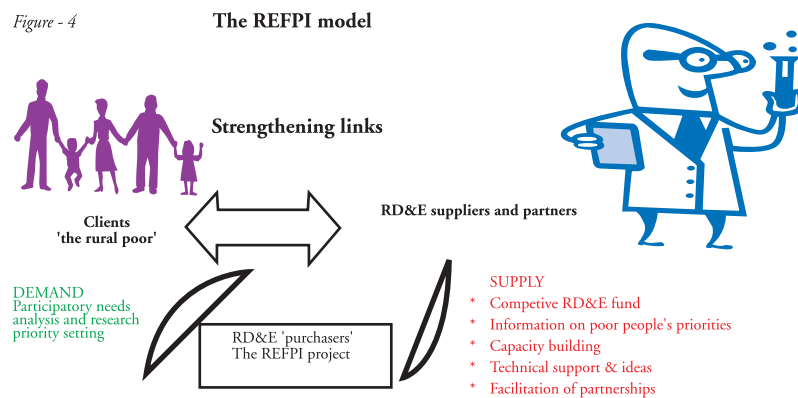 Figure - 4
The REFPI model
Strengthening links
Clients
'the rural poor'
RD&E suppliers and partners
DEMAND
Participatory needs
analysis and research
priority setting
RD&E 'purchasers'
The REFPI project
SUPPLY
* Competive RD&E fund
* Information on poor people's priorities
* Capacity building
* Technical support & ideas
* Facilitation of partnerships